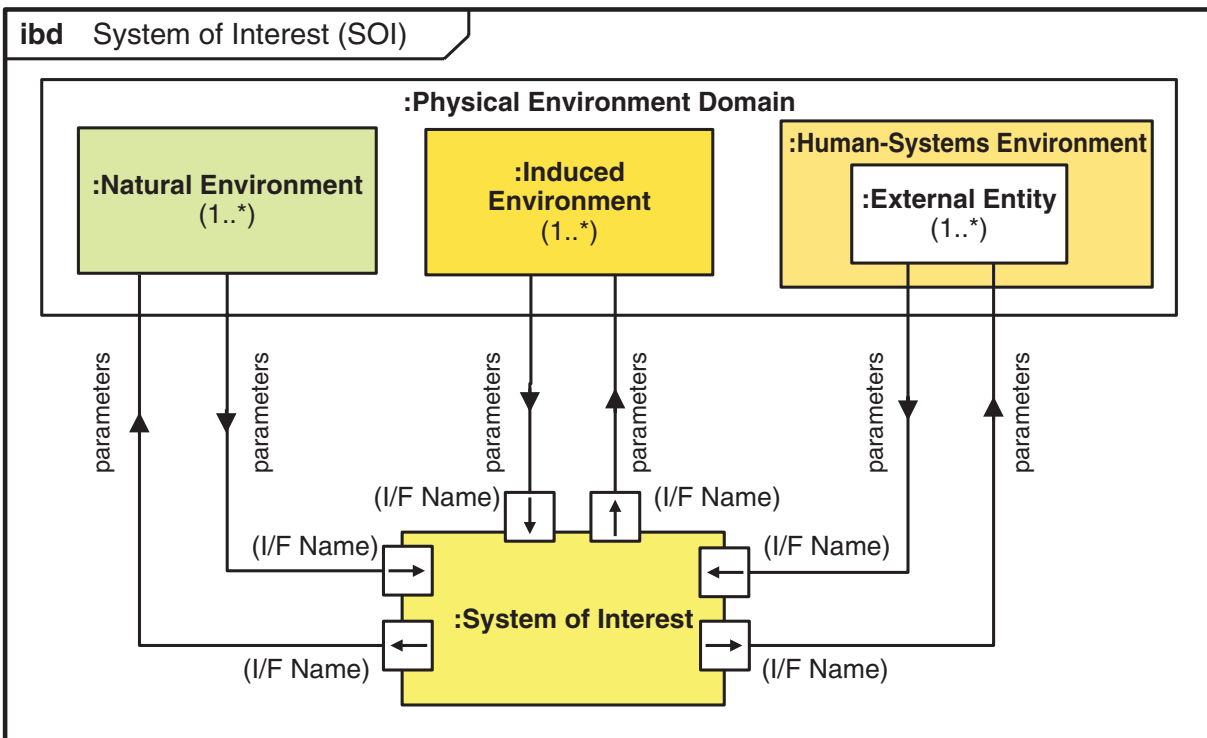 ibd System of Interest (SOI)
:Physical Environment Domain
:Natural Environment
(1..*)
:Induced
Environment
(1..*)
:Human-Systems Environment
:External Entity
(1..*)
parameters
parameters
parameters
parameters
parameters
parameters
(I/F Name)
(I/F Name)
(I/F Name)
(I/F Name)
:System of Interest
(I/F Name)
(I/F Name)